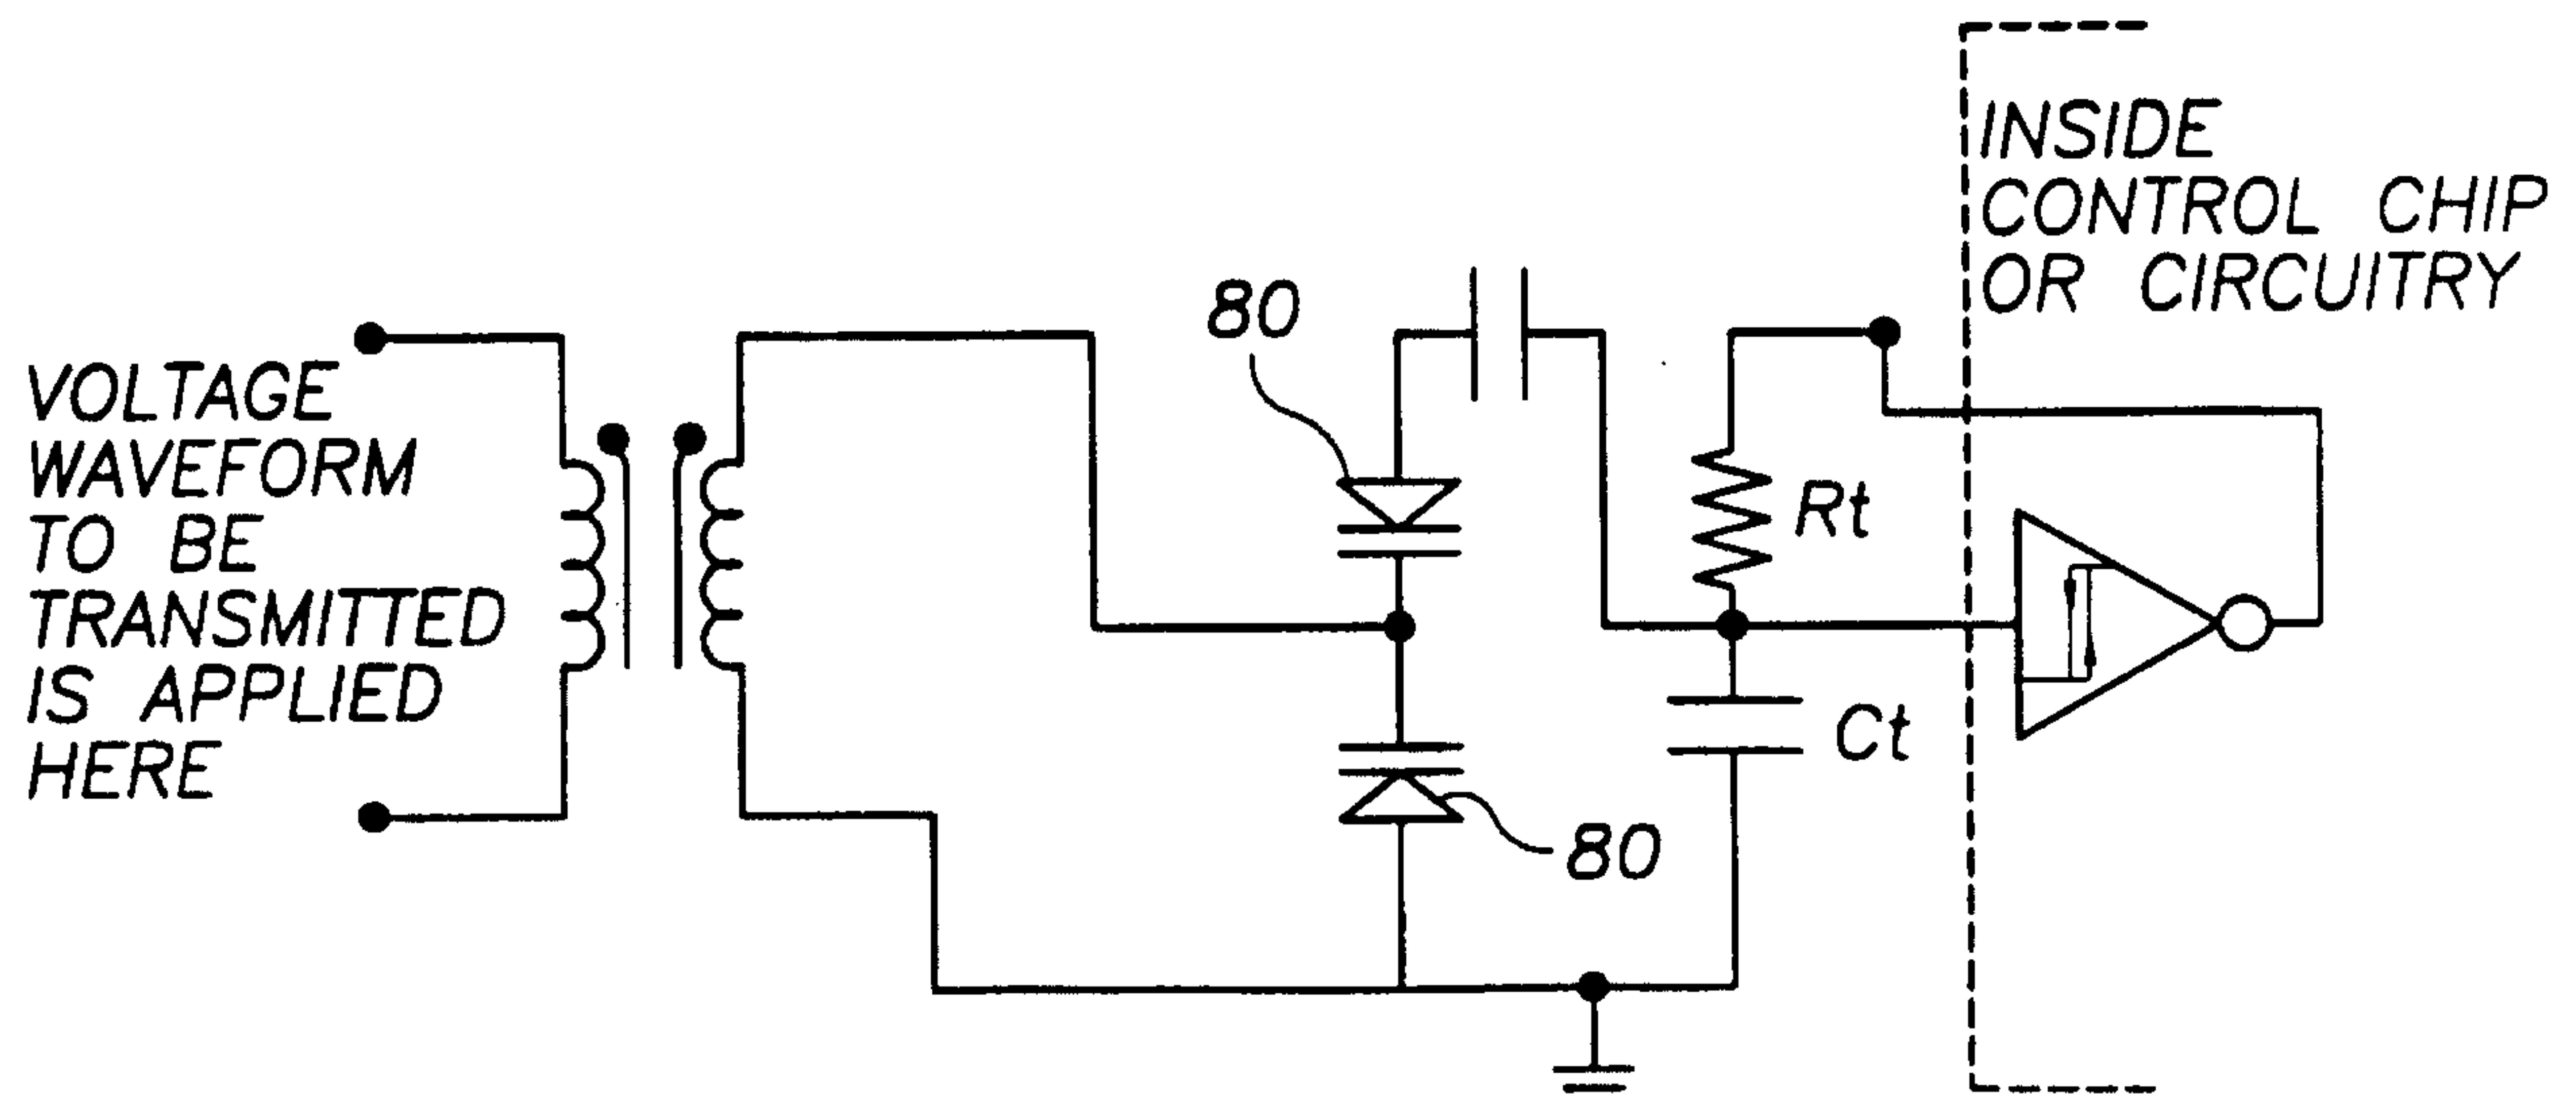 INSIDE
CONTROL CHIP
OR CIRCUITRY
80
VOLTAGE
WAVEFORM
TO BE
TRANSMITTED
IS APPLIED
HERE
Rt
Ct
80